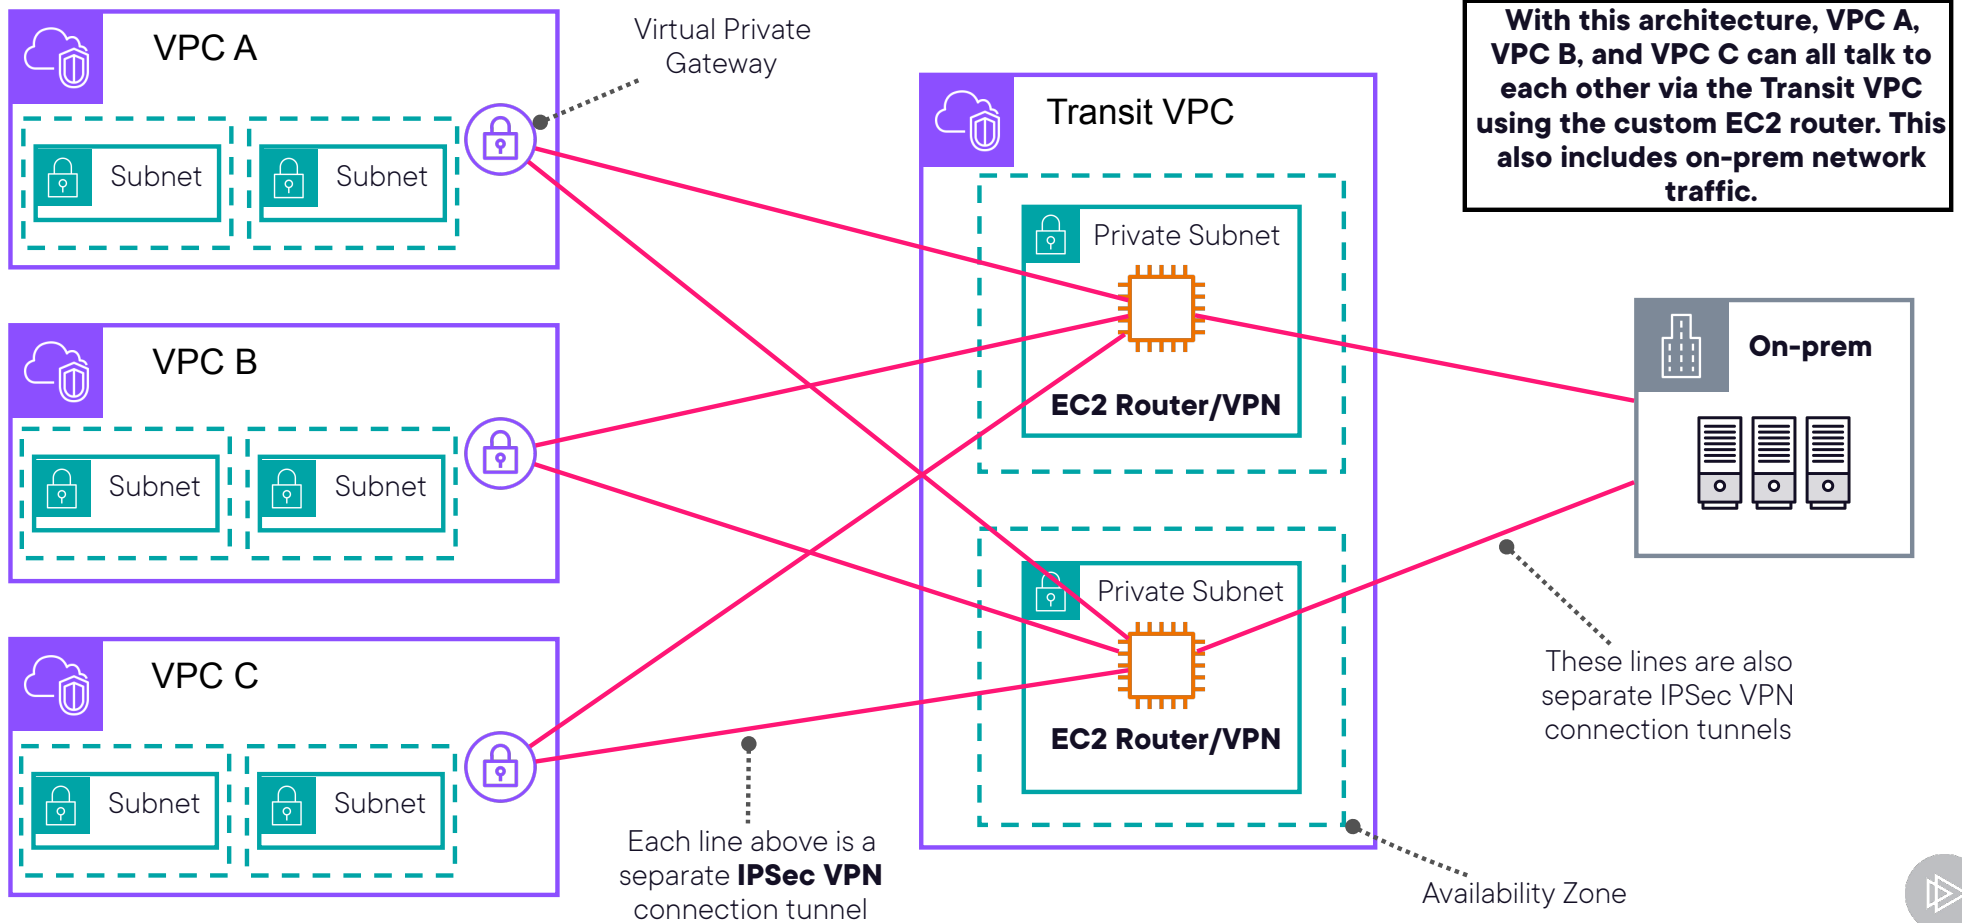 VPC A
Subnet
Subnet
Virtual Private
Gateway
VPC B
Subnet
Subnet
VPC C
Subnet
Subnet
Each line above is a
separate IPSec VPN
connection tunnel
Transit VPC
Private Subnet
EC2 Router/VPN
Private Subnet
EC2 Router/VPN
Availability Zone
With this architecture, VPC A,
VPC B, and VPC C can all talk to
each other via the Transit VPC
using the custom EC2 router. This
also includes on-prem network
traffic.
On-prem
These lines are also
separate IPSec VPN
connection tunnels